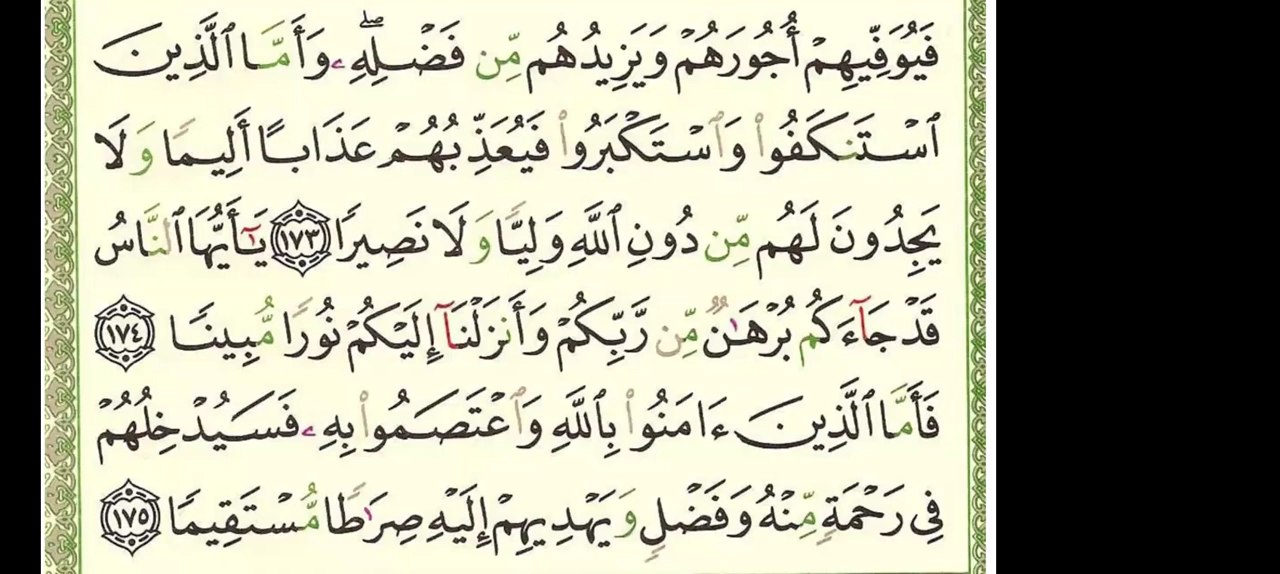 فَيُوَفِّيهِمْ أُجُورَهُمْ وَيَزِيدُهُم مِّن فَضْلِهِۦ ۖ وَأَمَّا ٱلَّذِينَ
ٱسْتَنكَفُوا۟ وَٱسْتَكْبَرُوا۟ فَيُعَذِّبُهُمْ عَذَابًا أَلِيمًا وَلَا
يَجِدُونَ لَهُم مِّن دُونِ ٱللَّهِ وَلِيًّا وَلَا نَصِيرًا ١٧٣ يَـٰٓأَيُّهَا ٱلنَّاسُ
قَدْ جَآءَكُم بُرْهَـٰنٌ مِّن رَّبِّكُمْ وَأَنزَلْنَآ إِلَيْكُمْ نُورًا مُّبِينًا ١٧٤
فَأَمَّا ٱلَّذِينَ ءَامَنُوا۟ بِٱللَّهِ وَٱعْتَصَمُوا۟ بِهِۦ فَسَيُدْخِلُهُمْ
فِى رَحْمَةٍ مِّنْهُ وَفَضْلٍ وَيَهْدِيهِمْ إِلَيْهِ صِرَٰطًا مُّسْتَقِيمًا ١٧٥